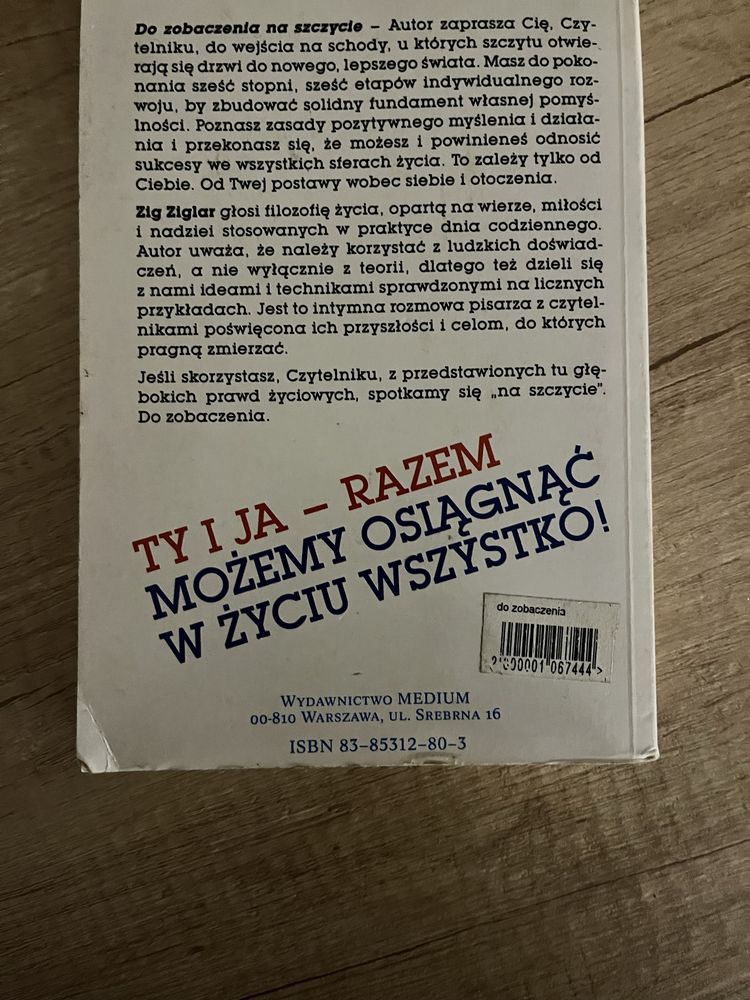 Do zobaczenia na szczycie – Autor zaprasza Cię, Czy-
telniku, do wejścia na schody, u których szczytu otwie-
rają się drzwi do nowego, lepszego świata. Masz do poko-
nania sześć stopni, sześć etapów indywidualnego roz-
woju, by zbudować solidny fundament własnej pomyś-
lności. Poznasz zasady pozytywnego myślenia i działa-
nia i przekonasz się, że możesz i powinieneś odnosić
sukcesy we wszystkich sferach życia. To zależy tylko od
Ciebie. Od Twej postawy wobec siebie i otoczenia.
Zig Ziglar głosi filozofię życia, opartą na wierze, miłości
i nadziei stosowanych w praktyce dnia codziennego.
Autor uważa, że należy korzystać z ludzkich doświad-
czeń, a nie wyłącznie z teorii, dlatego też dzieli się
z nami ideami i technikami sprawdzonymi na licznych
przykładach. Jest to intymna rozmowa pisarza z czytel-
nikami poświęcona ich przyszłości i celom, do których
pragną zmierzać.
Jeśli skorzystasz, Czytelniku, z przedstawionych tu głę-
bokich prawd życiowych, spotkamy się „na szczycie".
Do zobaczenia.
TY I JA – RAZEM
MOŻEMY OSIĄGNĄĆ
W ŻYCIU WSZYSTKO!
do zobaczenia
067444>
WYDAWNICTWO MEDIUM
00-810 WARSZAWA, UL. SREBRNA 16
ISBN 83–85312–80–3